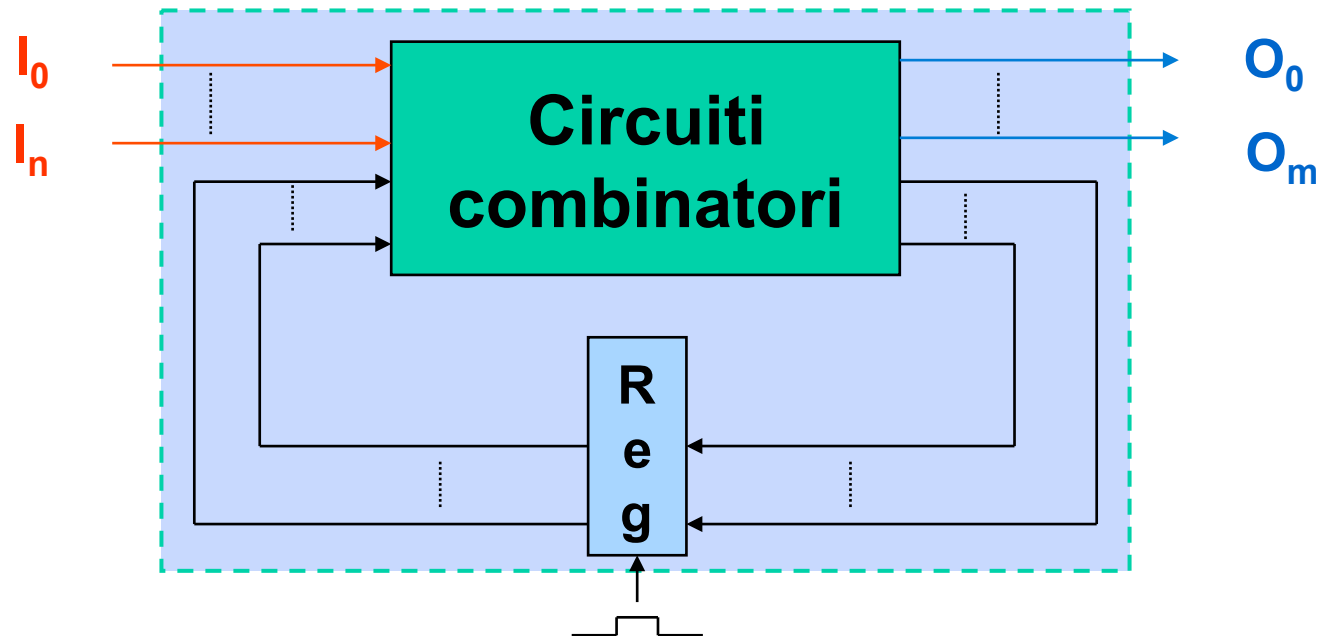 I₀
Iₙ
Circuiti
combinatori
O₀
Oₘ
R
e
g